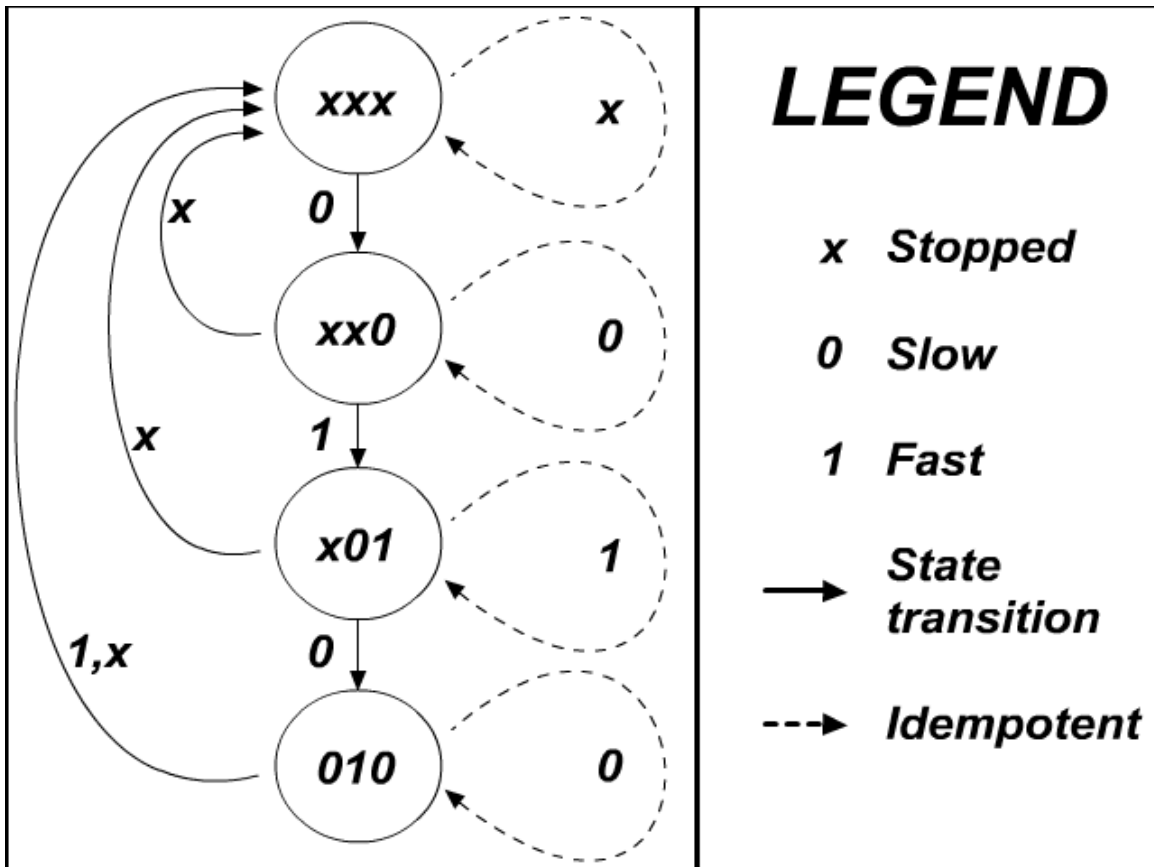 xxx
x
x
0
xx0
0
x
1
x01
1
1,x
0
010
0
LEGEND
x Stopped
0 Slow
1 Fast
State
transition
Idempotent